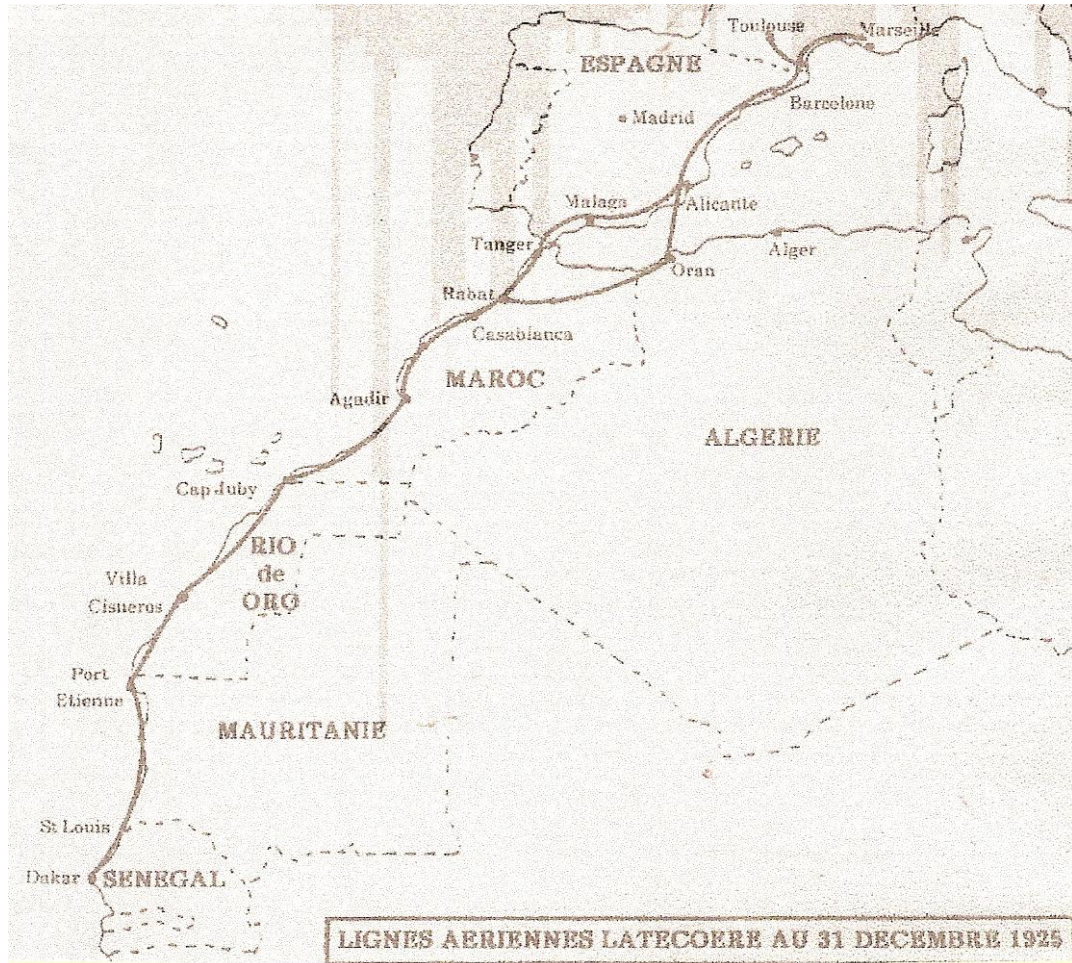 Toulouse
Marseille
ESPAGNE
Barcelone
Madrid
Malaga
Alicante
Tanger
Alger
Oran
Rabat
Casablanca
MAROC
Agadir
ALGERIE
Cap Juby
RIO
de
ORO
Villa
Cisneros
Port
Etienne
MAURITANIE
St Louis
Dakar
SENEGAL
LIGNES AERIENNES LATECOERE AU 31 DECEMBRE 1925